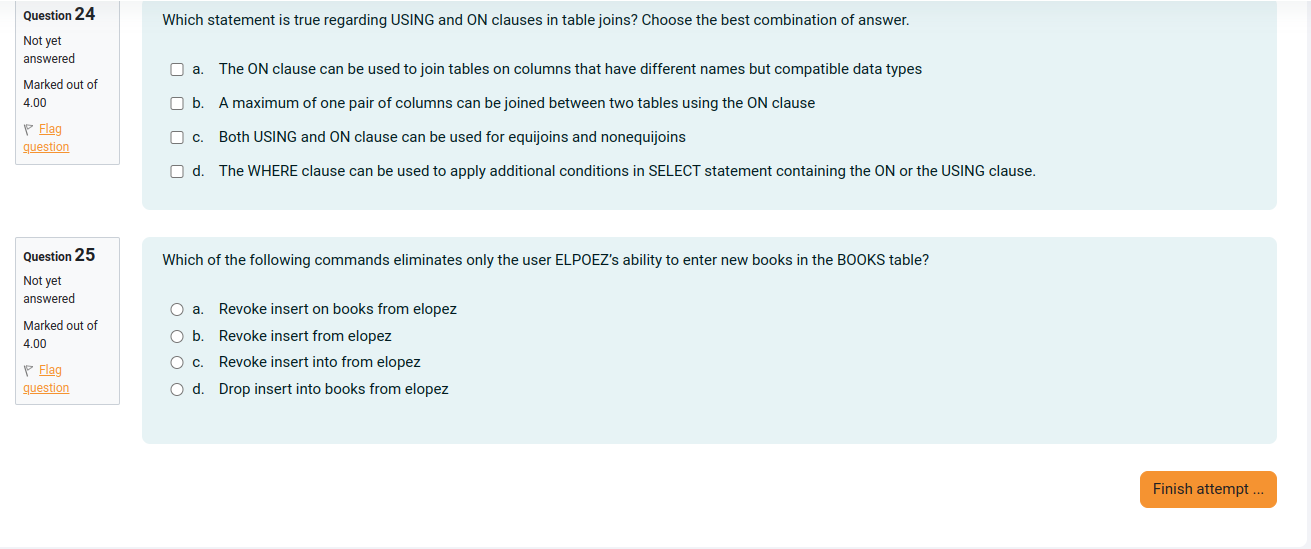 Question 24
Not yet
answered
Marked out of
4.00
Flag
question
Which statement is true regarding USING and ON clauses in table joins? Choose the best combination of answer.
a. The ON clause can be used to join tables on columns that have different names but compatible data types
b. A maximum of one pair of columns can be joined between two tables using the ON clause
c. Both USING and ON clause can be used for equijoins and nonequijoins
d. The WHERE clause can be used to apply additional conditions in SELECT statement containing the ON or the USING clause.
Question 25
Not yet
answered
Marked out of
4.00
Flag
question
Which of the following commands eliminates only the user ELPOEZ's ability to enter new books in the BOOKS table?
a. Revoke insert on books from elopez
b. Revoke insert from elopez
c. Revoke insert into from elopez
d. Drop insert into books from elopez
Finish attempt ...